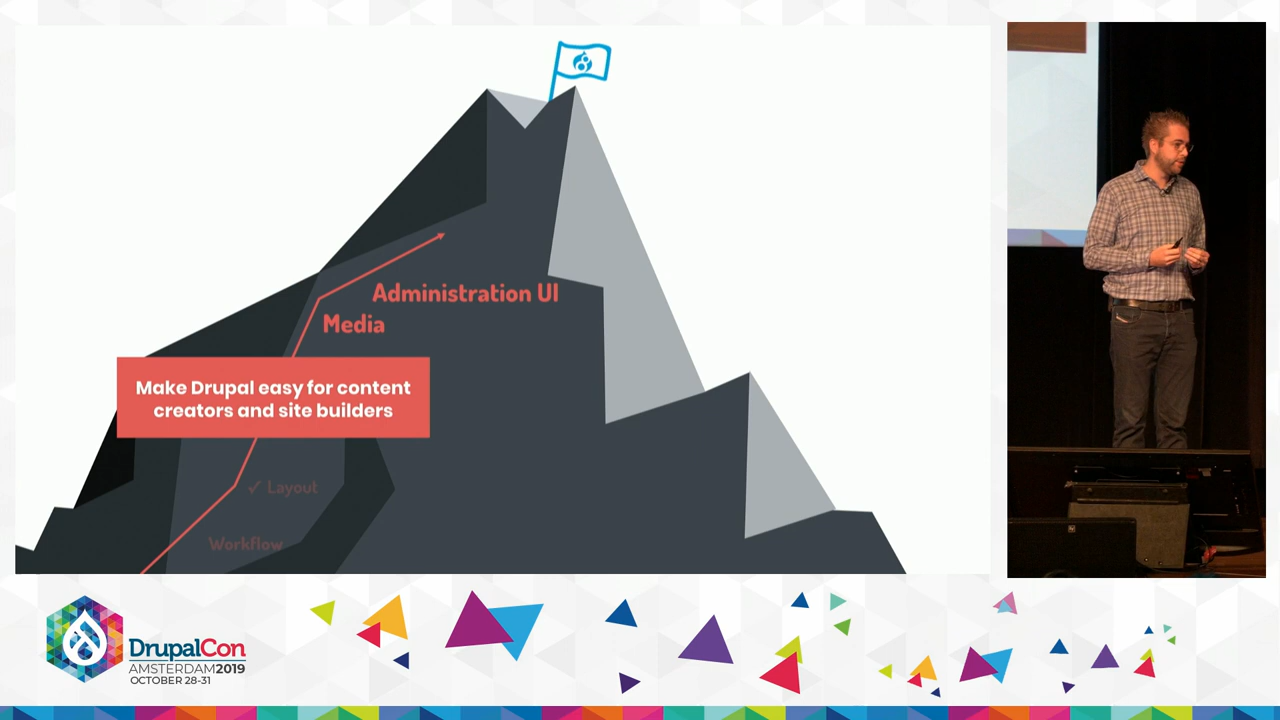 Administration UI
Media
Make Drupal easy for content
creators and site builders
✓ Layout
Workflow
DrupalCon
AMSTERDAM2019
OCTOBER 28-31